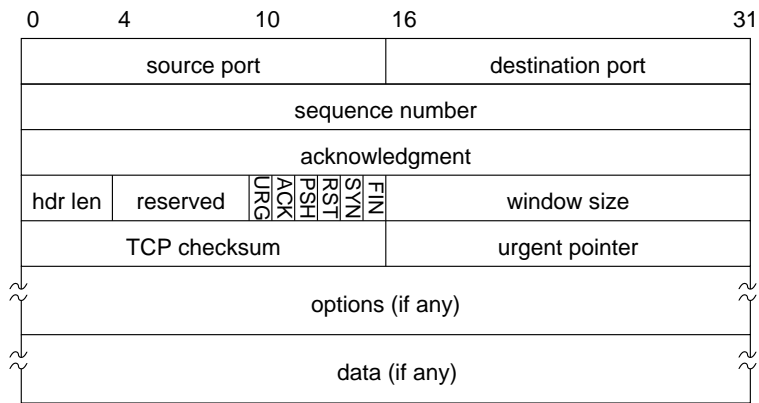 0 4 10 16 31
source port destination port
sequence number
acknowledgment
hdr len reserved URG ACK PSH RST SYN FIN window size
TCP checksum urgent pointer
options (if any)
data (if any)